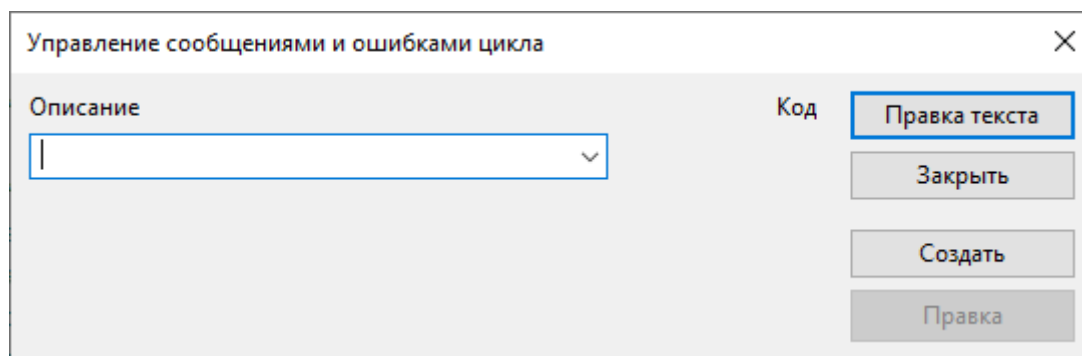 Управление сообщениями и ошибками цикла
Описание
Код
Правка текста
Закрыть
Создать
Правка